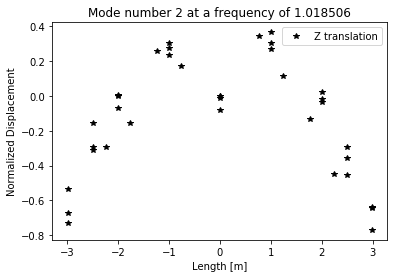 Mode number 2 at a frequency of 1.018506
Z translation
Normalized Displacement
0.4
0.2
0.0
−0.2
−0.4
−0.6
−0.8
−3 −2 −1 0 1 2 3
Length [m]